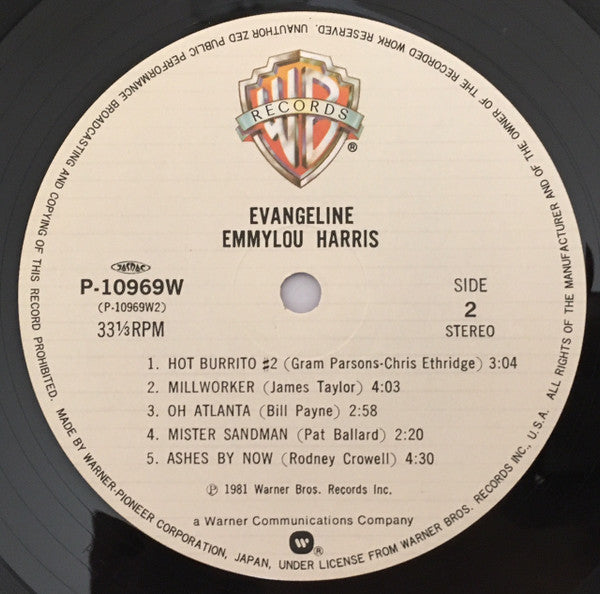 RECORDS
WB
®
EVANGELINE
EMMYLOU HARRIS
JASRAC
P-10969W
(P-10969W2)
33⅓RPM
SIDE
2
STEREO
1. HOT BURRITO #2 (Gram Parsons-Chris Ethridge) 3:04
2. MILLWORKER (James Taylor) 4:03
3. OH ATLANTA (Bill Payne) 2:58
4. MISTER SANDMAN (Pat Ballard) 2:20
5. ASHES BY NOW (Rodney Crowell) 4:30
℗ 1981 Warner Bros. Records Inc.
a Warner Communications Company
®
MADE BY WARNER-PIONEER CORPORATION, JAPAN, UNDER LICENSE FROM WARNER BROS. RECORDS INC., U.S.A. ALL RIGHTS OF THE MANUFACTURER AND OF THE OWNER OF THE RECORDED WORK RESERVED. UNAUTHORIZED PUBLIC PERFORMANCE BROADCASTING AND COPYING OF THIS RECORD PROHIBITED.